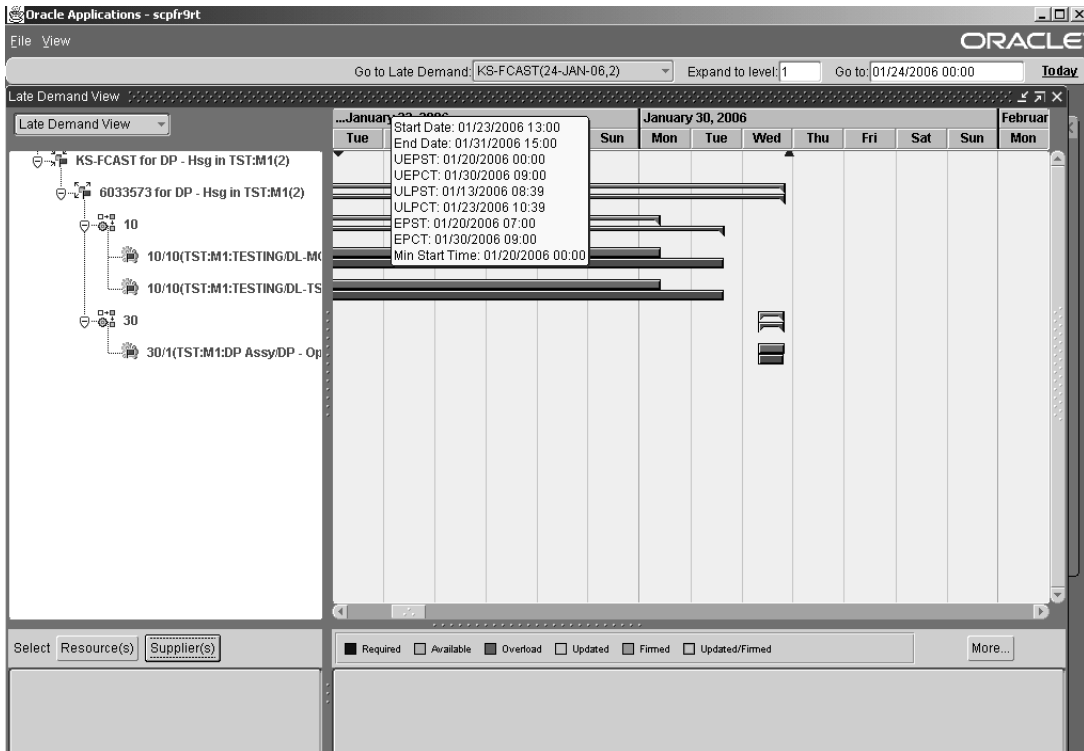 Oracle Applications - scpfr9rt
File View
ORACLE
Go to Late Demand: KS-FCAST(24-JAN-06,2) Expand to level: 1 Go to: 01/24/2006 00:00 Today
Late Demand View
Late Demand View
...January 23, 2006 January 30, 2006 Februar
Tue Sun Mon Tue Wed Thu Fri Sat Sun Mon
Start Date: 01/23/2006 13:00
End Date: 01/31/2006 15:00
UEPST: 01/20/2006 00:00
UEPCT: 01/30/2006 09:00
ULPST: 01/13/2006 08:39
ULPCT: 01/23/2006 10:39
EPST: 01/20/2006 07:00
EPCT: 01/30/2006 09:00
Min Start Time: 01/20/2006 00:00
KS-FCAST for DP - Hsg in TST:M1(2)
6033573 for DP - Hsg in TST:M1(2)
10
10/10(TST:M1:TESTING/DL-M
10/10(TST:M1:TESTING/DL-TS
30
30/1(TST:M1:DP Assy/DP - Op
Select Resource(s) Supplier(s)
Required Available Overload Updated Firmed Updated/Firmed More...